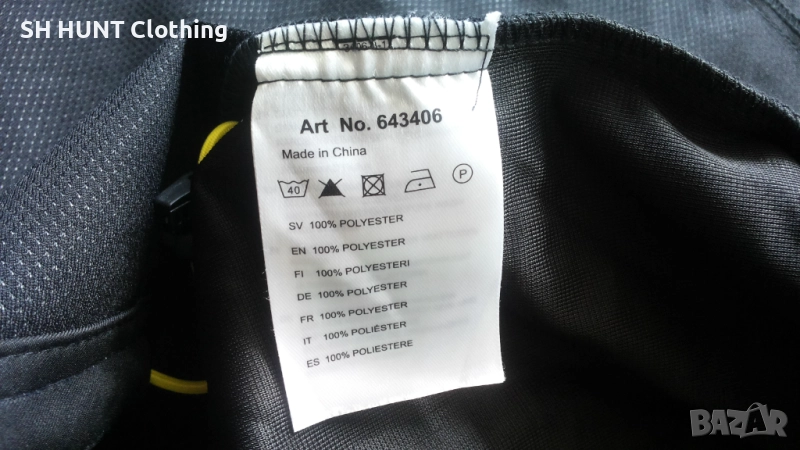 SH HUNT Clothing
Art No. 643406
Made in China
40
P
SV 100% POLYESTER
EN 100% POLYESTER
FI 100% POLYESTERI
DE 100% POLYESTER
FR 100% POLYESTER
IT 100% POLIÉSTER
ES 100% POLIESTERE
BAZAR